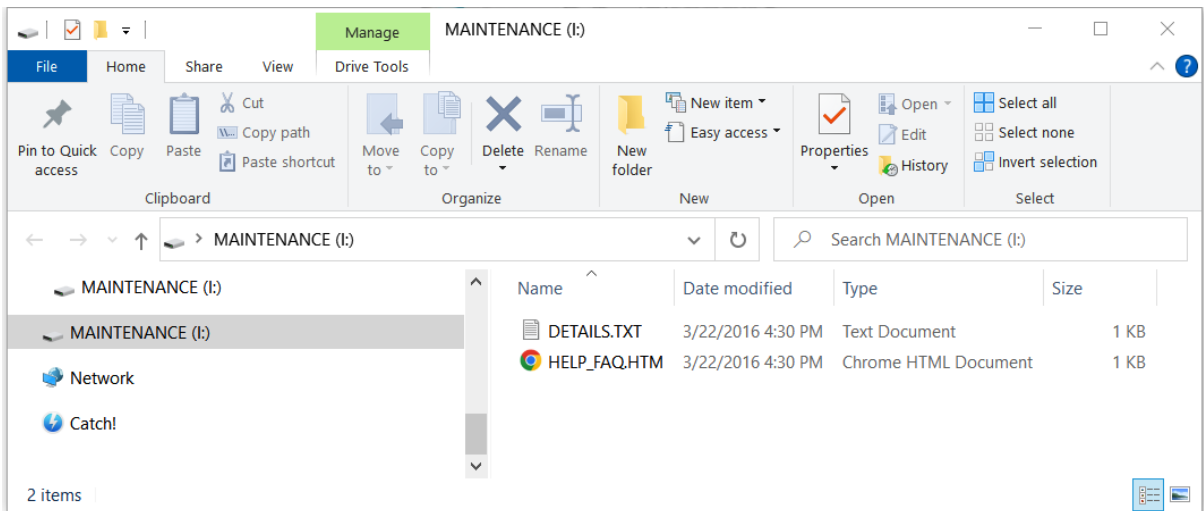 Manage MAINTENANCE (I:)
File Home Share View Drive Tools
Pin to Quick access
Copy
Paste
Cut
Copy path
Paste shortcut
Clipboard
Move to
Copy to
Delete
Rename
Organize
New folder
New item
Easy access
New
Properties
Open
Edit
History
Open
Select all
Select none
Invert selection
Select
MAINTENANCE (I:)
Search MAINTENANCE (I:)
MAINTENANCE (I:)
MAINTENANCE (I:)
Network
Catch!
Name Date modified Type Size
DETAILS.TXT 3/22/2016 4:30 PM Text Document 1 KB
HELP_FAQ.HTM 3/22/2016 4:30 PM Chrome HTML Document 1 KB
2 items